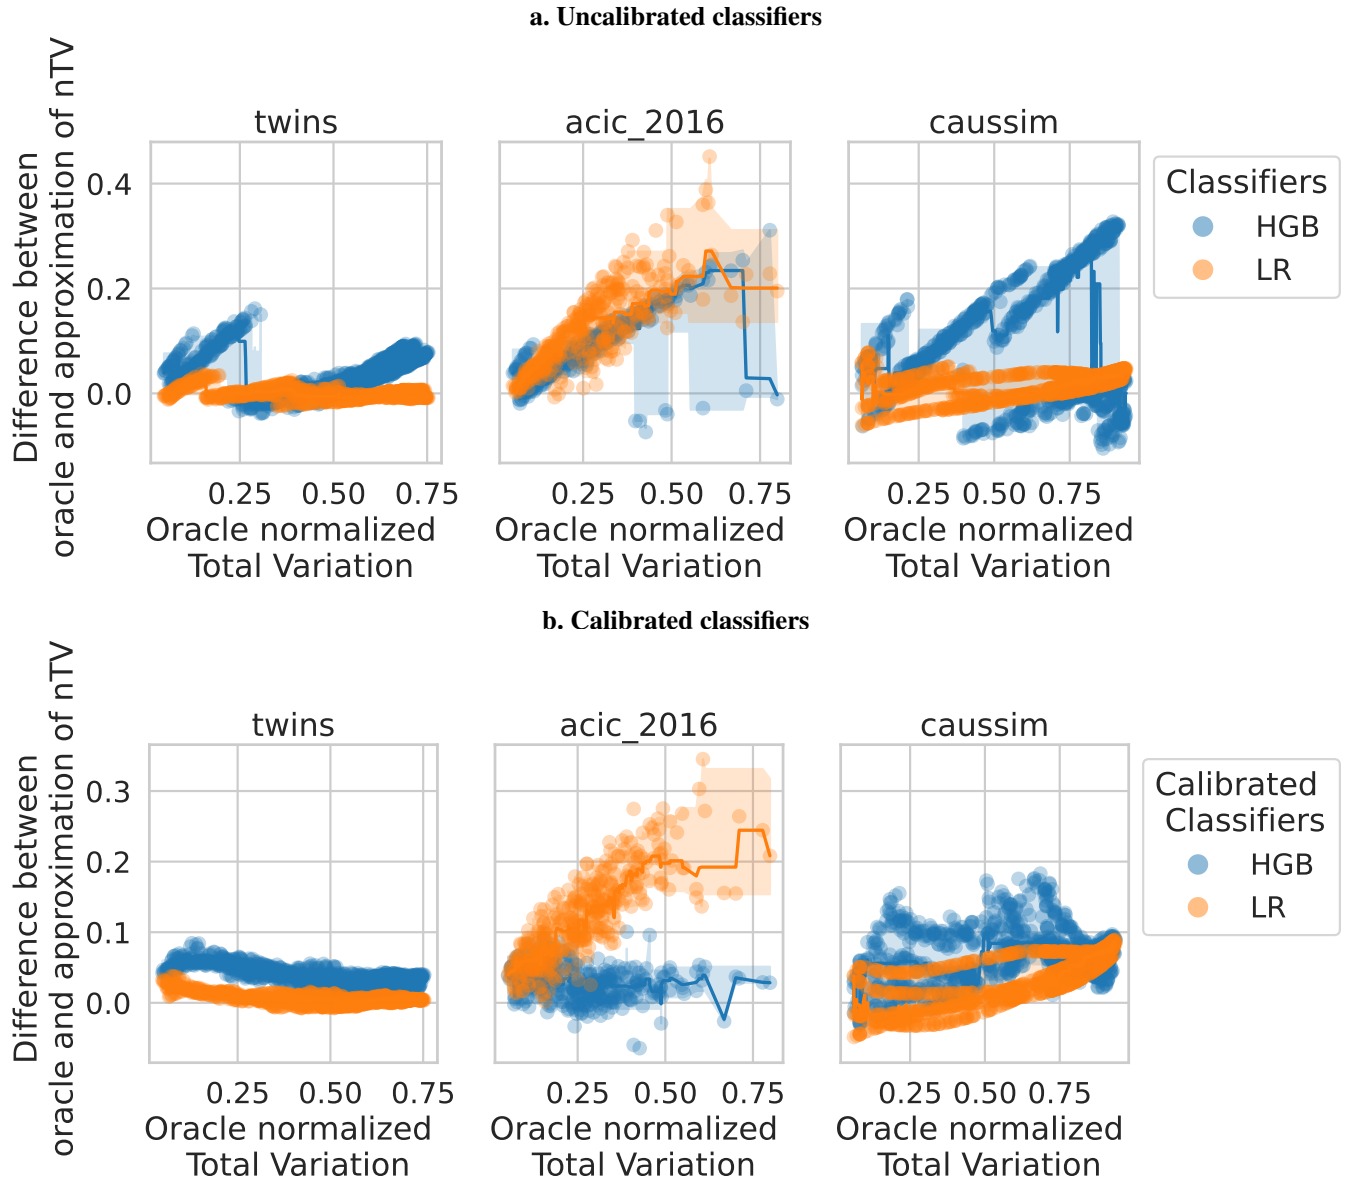 a. Uncalibrated classifiers
Difference between
oracle and approximation of nTV
twins
acic_2016
caussim
0.4
0.2
0.0
0.25 0.50 0.75
0.25 0.50 0.75
0.25 0.50 0.75
Oracle normalized
Total Variation
Oracle normalized
Total Variation
Oracle normalized
Total Variation
Classifiers
HGB
LR
b. Calibrated classifiers
Difference between
oracle and approximation of nTV
twins
acic_2016
caussim
0.3
0.2
0.1
0.0
0.25 0.50 0.75
0.25 0.50 0.75
0.25 0.50 0.75
Oracle normalized
Total Variation
Oracle normalized
Total Variation
Oracle normalized
Total Variation
Calibrated
Classifiers
HGB
LR